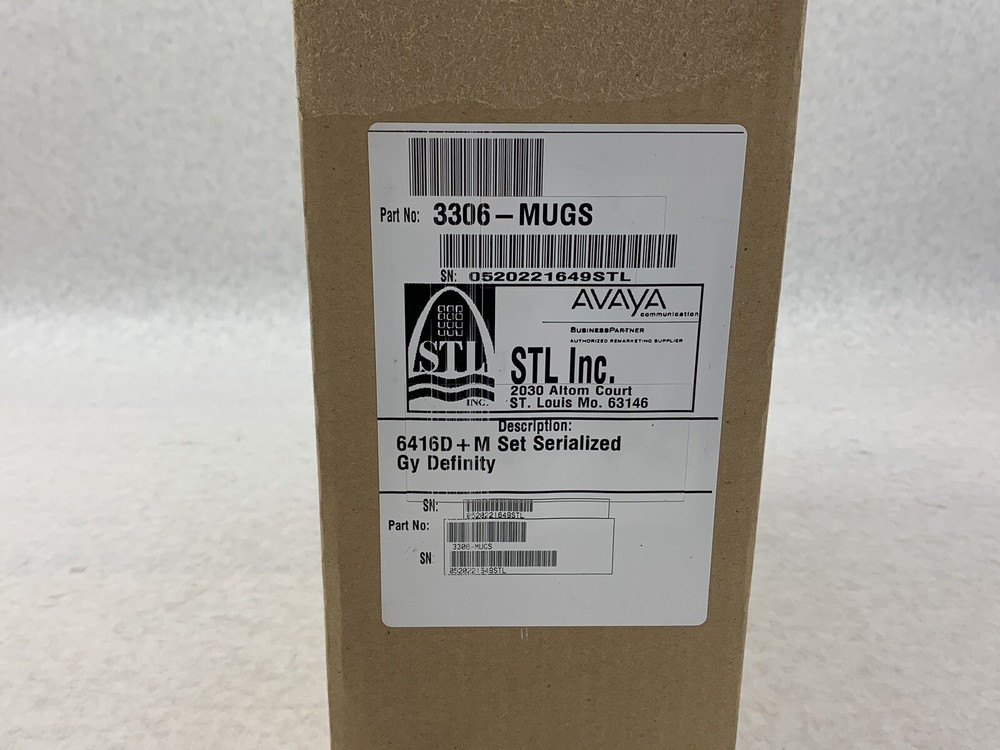 Part No: 3306-MUGS
SN: 0520221649STL
STL
INC.
AVAYA
communication
BUSINESSPARTNER
AUTHORIZED REMARKETING SUPPLIER
STL Inc.
2030 Altom Court
ST. Louis Mo. 63146
Description:
6416D+M Set Serialized
Gy Definity
SN:
0520221649STL
Part No:
3306-MUGS
SN
0520221649STL